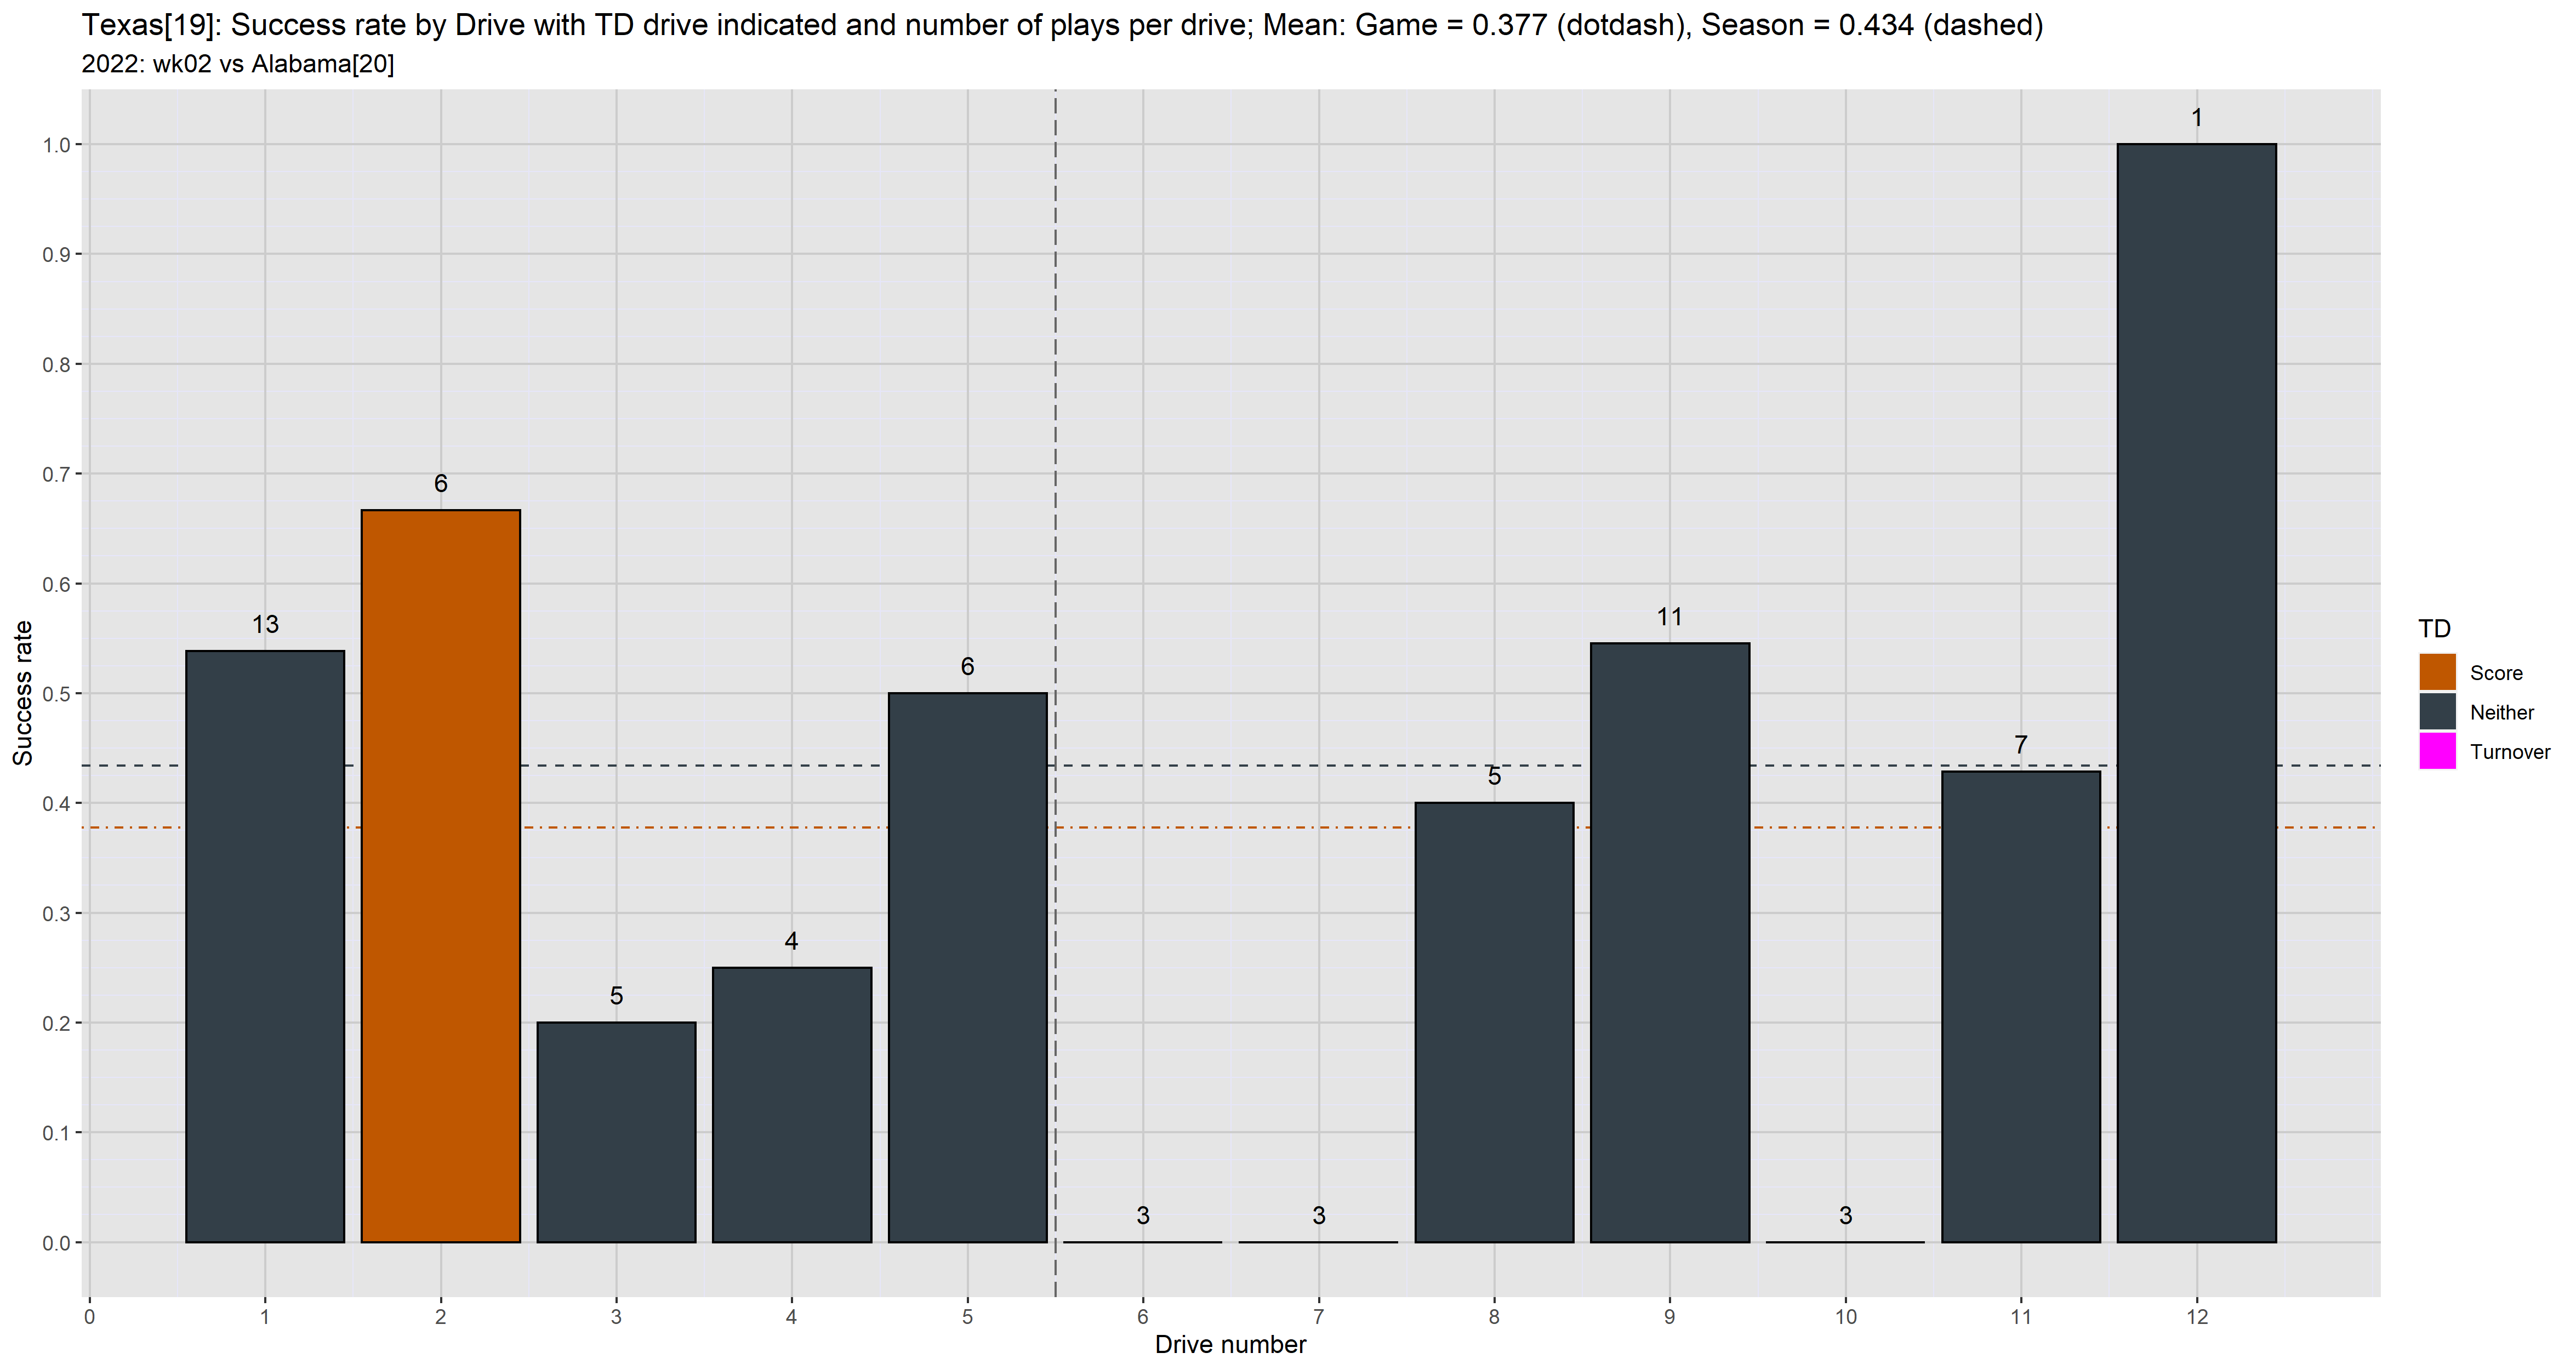 Texas[19]: Success rate by Drive with TD drive indicated and number of plays per drive; Mean: Game = 0.377 (dotdash), Season = 0.434 (dashed)
2022: wk02 vs Alabama[20]
Success rate
1.0
0.9
0.8
0.7
0.6
0.5
0.4
0.3
0.2
0.1
0.0
13
6
5
4
6
3
3
5
11
3
7
1
0 1 2 3 4 5 6 7 8 9 10 11 12
Drive number
TD
Score
Neither
Turnover